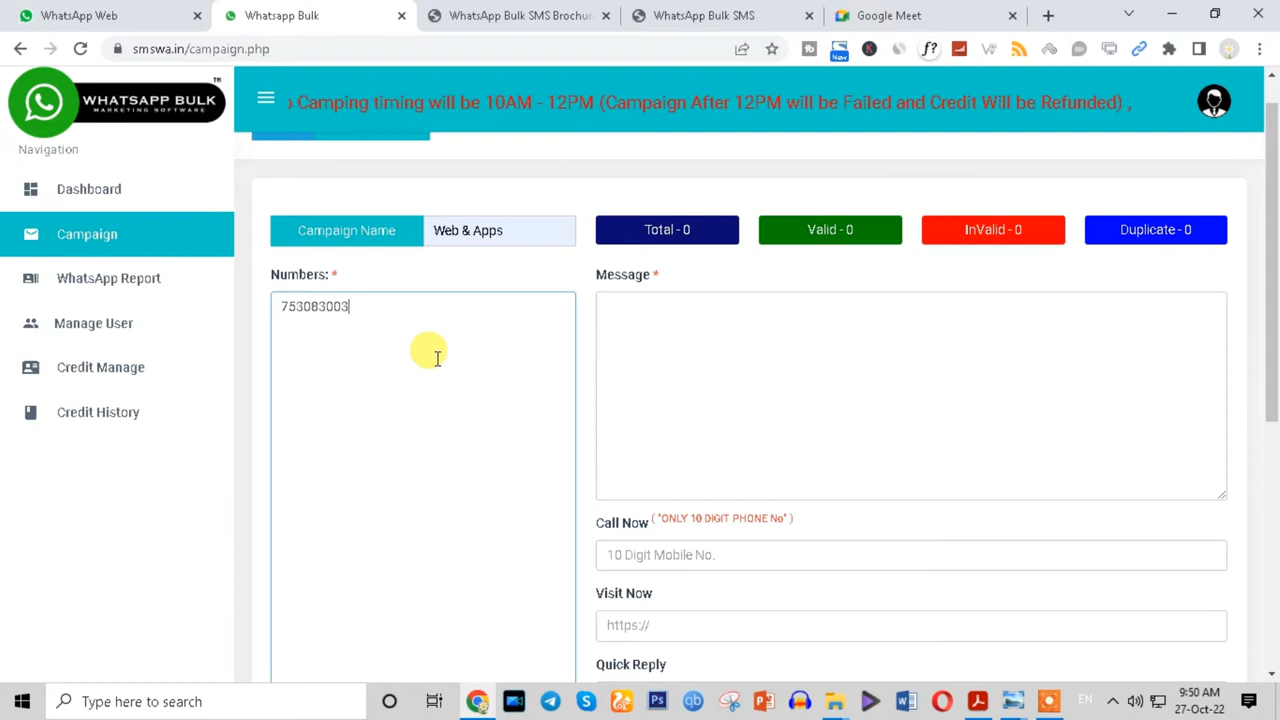 WhatsApp Web
Whatsapp Bulk
WhatsApp Bulk SMS Brochur
WhatsApp Bulk SMS
Google Meet
smswa.in/campaign.php
New
f?
WHATSAPP BULK
MARKETING SOFTWARE
TM
Camping timing will be 10AM - 12PM (Campaign After 12PM will be Failed and Credit Will be Refunded) ,
Navigation
Dashboard
Campaign
WhatsApp Report
Manage User
Credit Manage
Credit History
Campaign Name
Web & Apps
Total - 0
Valid - 0
InValid - 0
Duplicate - 0
Numbers: *
Message *
753083003
Call Now ( "ONLY 10 DIGIT PHONE No" )
10 Digit Mobile No.
Visit Now
https://
Quick Reply
Type here to search
Ps
qb
EN
9:50 AM
27-Oct-22